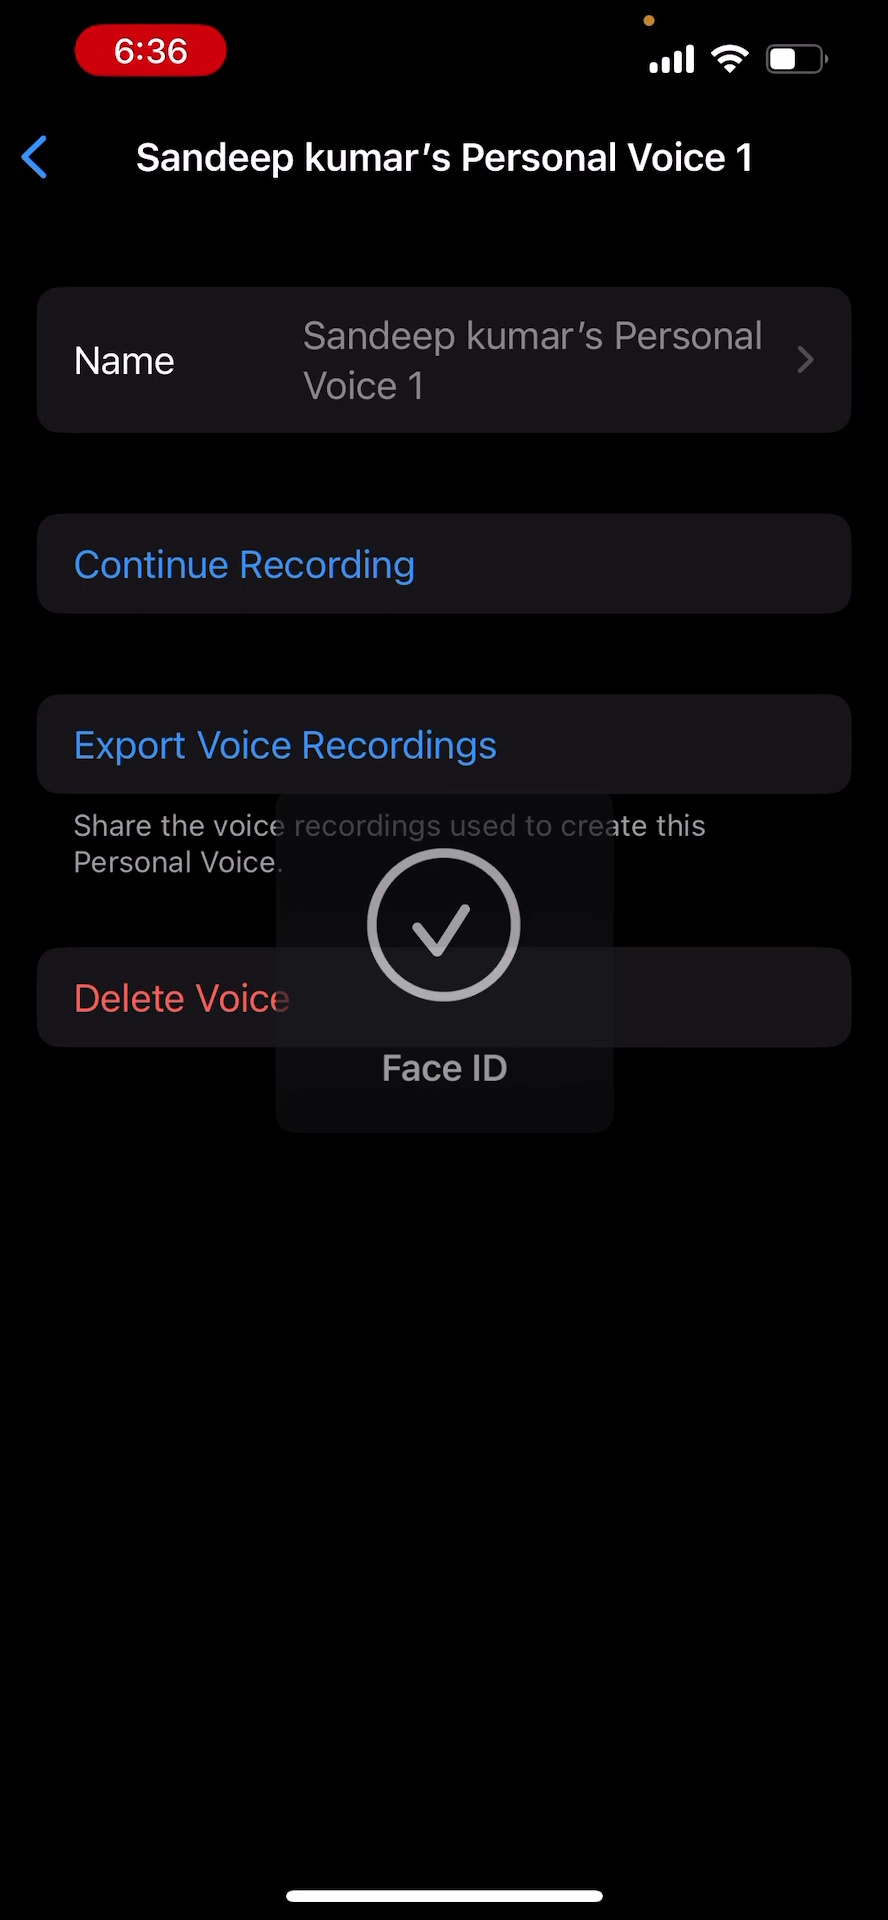 6:36
Sandeep kumar’s Personal Voice 1
Name
Sandeep kumar’s Personal
Voice 1
Continue Recording
Export Voice Recordings
Share the voice recordings used to create this
Personal Voice.
Delete Voice
Face ID